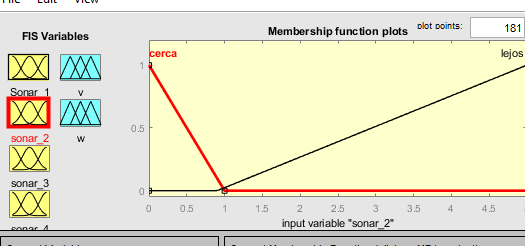 File Edit View
FIS Variables
Membership function plots
plot points:
181
cerca
lejos
Sonar_1
v
sonar_2
w
sonar_3
sonar_4
1
0.5
0
0 0.5 1 1.5 2 2.5 3 3.5 4 4.5
input variable "sonar_2"